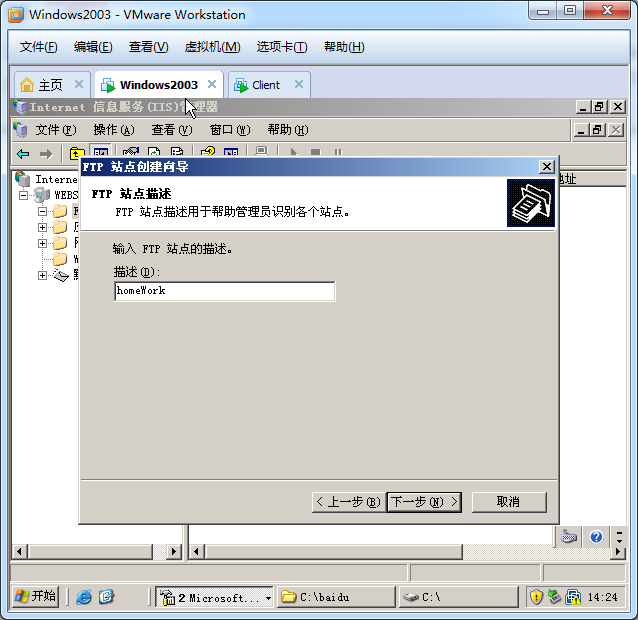 Windows2003 - VMware Workstation
文件(F) 编辑(E) 查看(V) 虚拟机(M) 选项卡(T) 帮助(H)
主页 Windows2003 Client
Internet 信息服务(IIS)管理器
文件(F) 操作(A) 查看(V) 窗口(W) 帮助(H)
FTP 站点创建向导
Interne
地址
WEBS
FTP 站点描述
FTP 站点描述用于帮助管理员识别各个站点。
输入 FTP 站点的描述。
描述(D):
homeWork
< 上一步(B) 下一步(N) > 取消
开始 2 Microsoft... C:\baidu C:\ 14:24